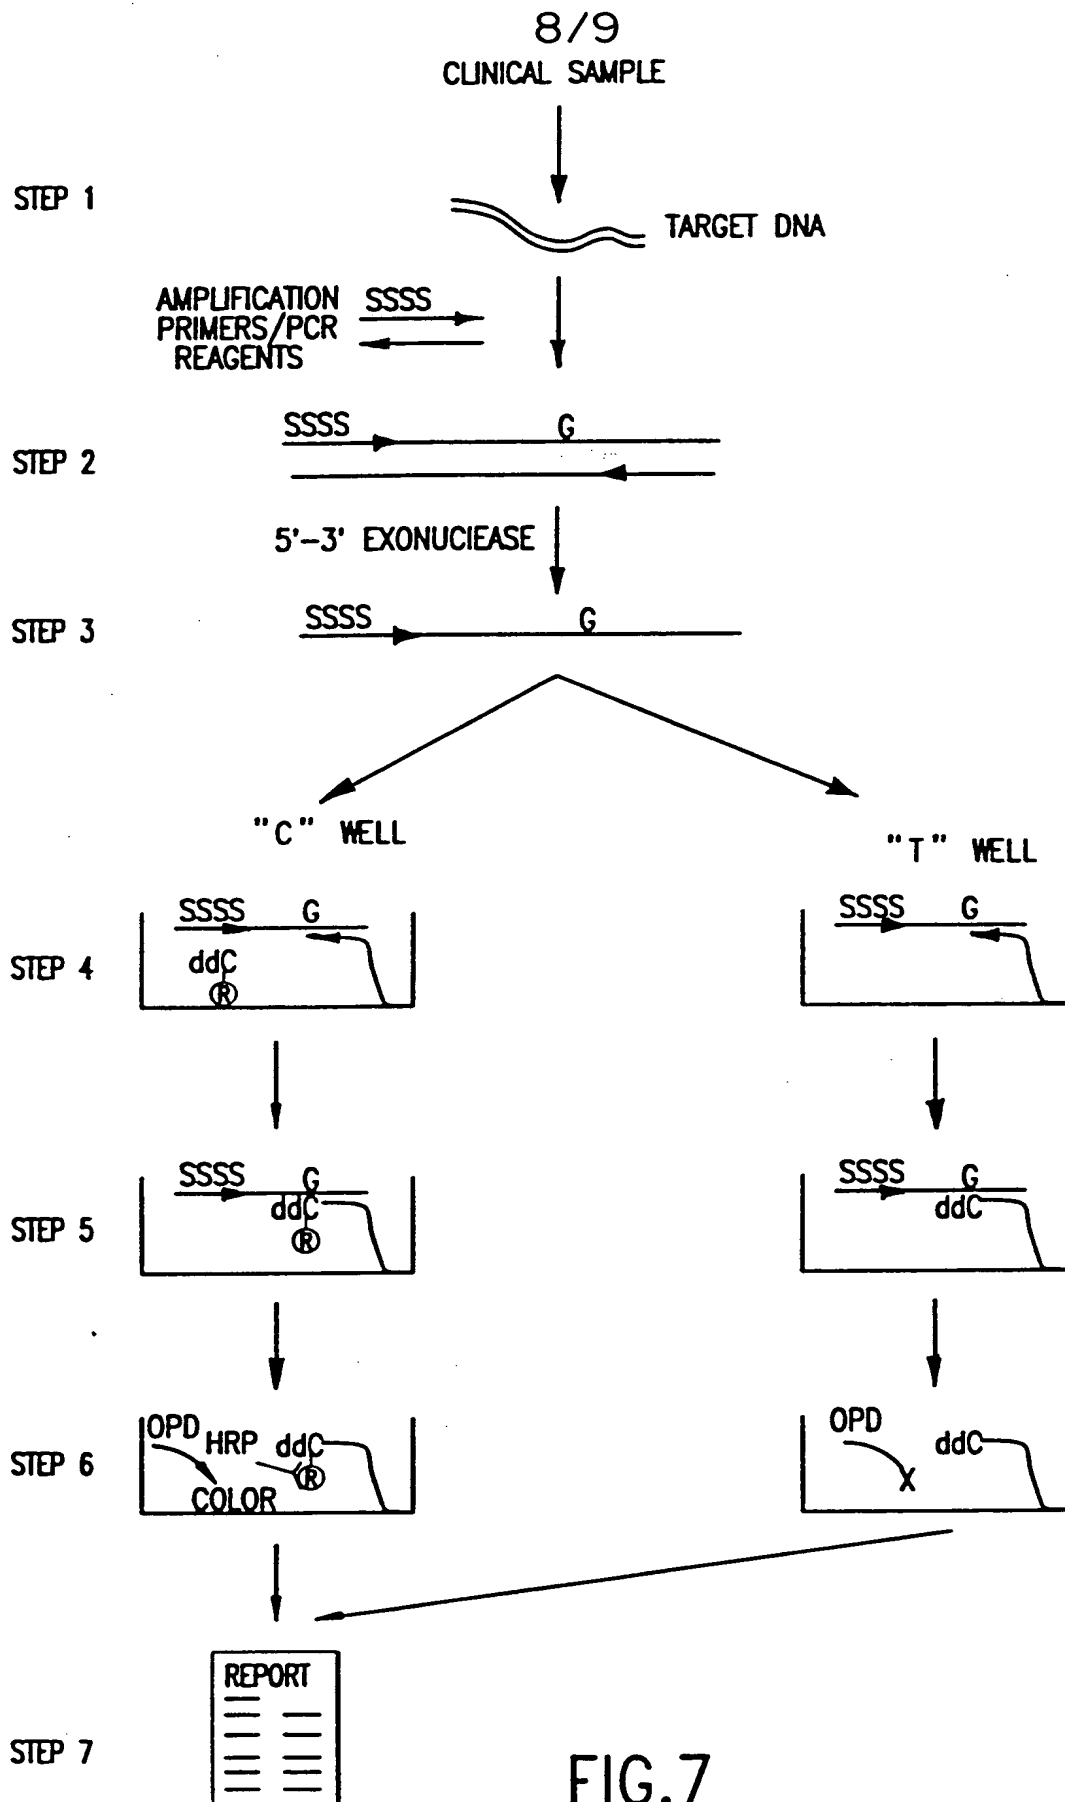 8/9
CLINICAL SAMPLE
STEP 1
TARGET DNA
AMPLIFICATION
PRIMERS/PCR
REAGENTS
SSSS
STEP 2
SSSS
G
5'-3' EXONUCIEASE
STEP 3
SSSS
G
"C" WELL
"T" WELL
STEP 4
SSSS
G
ddC
R
SSSS
G
STEP 5
SSSS
G
ddC
R
SSSS
G
ddC
STEP 6
OPD
HRP
ddC
R
COLOR
OPD
X
ddC
STEP 7
REPORT
FIG.7